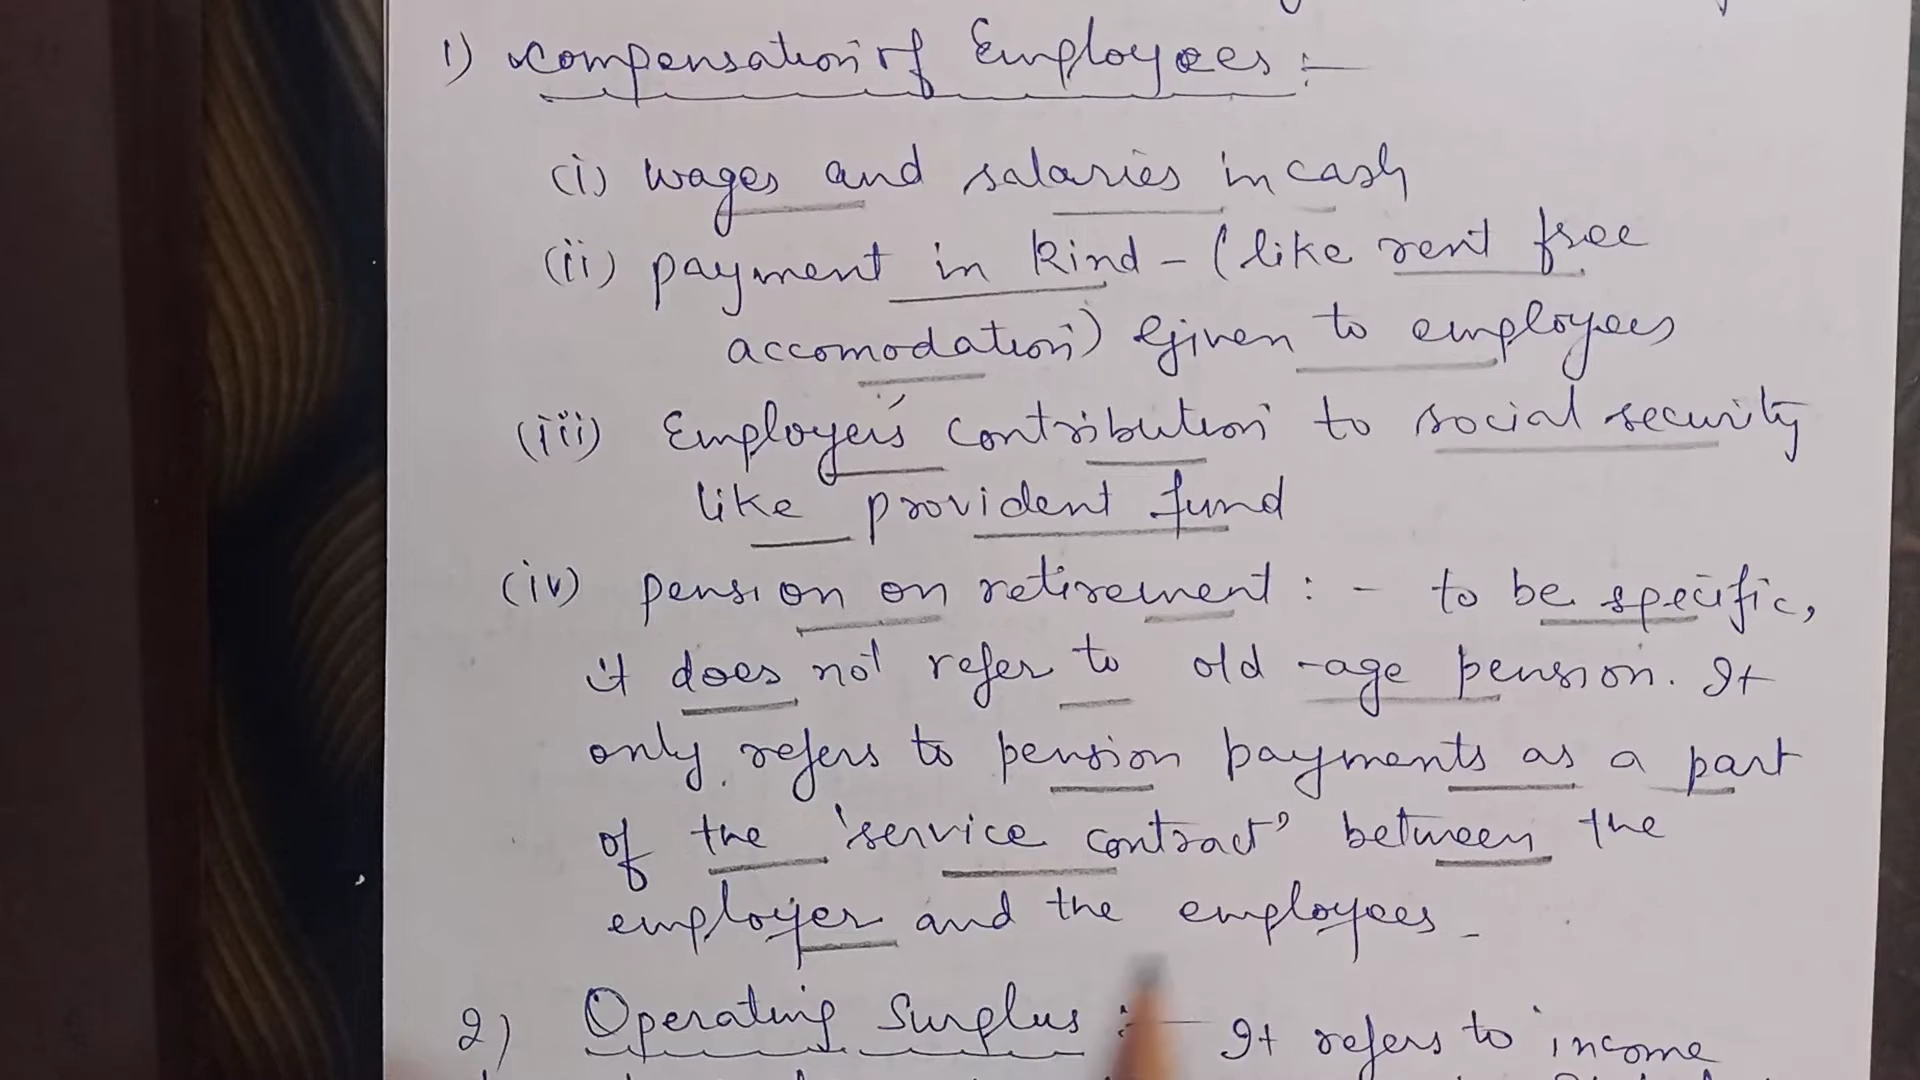 1) Compensation of Employees :-
(i) wages and salaries in cash
(ii) payment in kind - (like rent free
accomodation) given to employees
(iii) Employer's contribution to social security
like provident fund
(iv) pension on retirement : - to be specific,
it does not refer to old -age pension. It
only refers to pension payments as a part
of the 'service contract' between the
employer and the employees -
2) Operating Surplus :- It refers to income